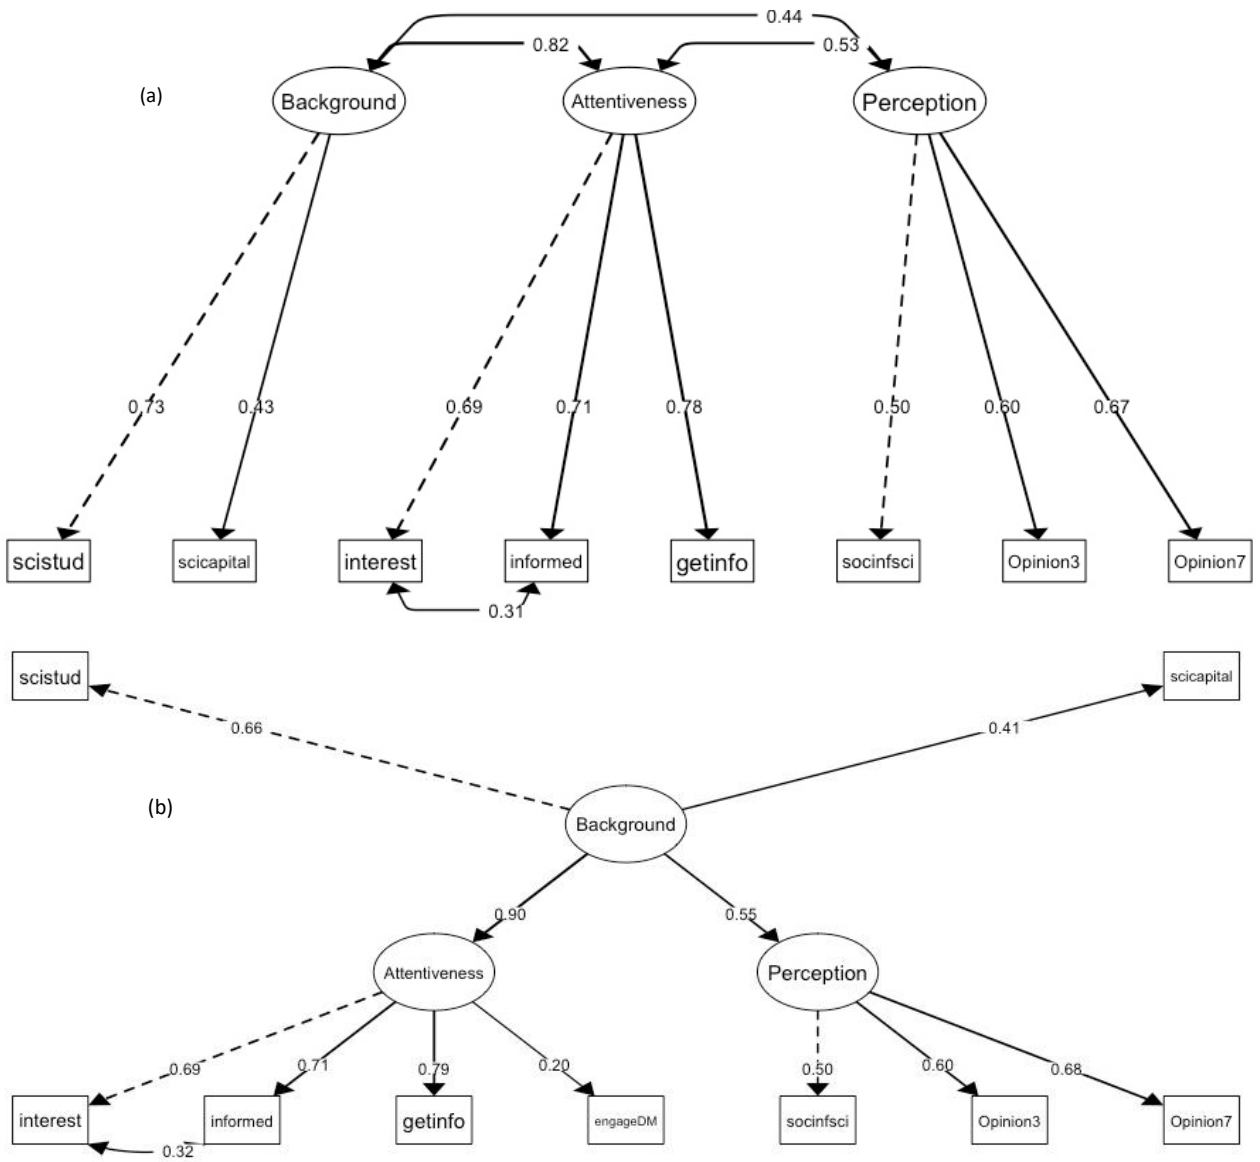 0.44
0.82 0.53
(a) Background Attentiveness Perception
0.73 0.43 0.69 0.71 0.78 0.50 0.60 0.67
scistud scicapital interest informed getinfo socinfsci Opinion3 Opinion7
0.31
scistud scicapital
0.66 0.41
(b) Background
0.90 0.55
Attentiveness Perception
0.69 0.71 0.79 0.20 0.50 0.60 0.68
interest informed getinfo engageDM socinfsci Opinion3 Opinion7
0.32